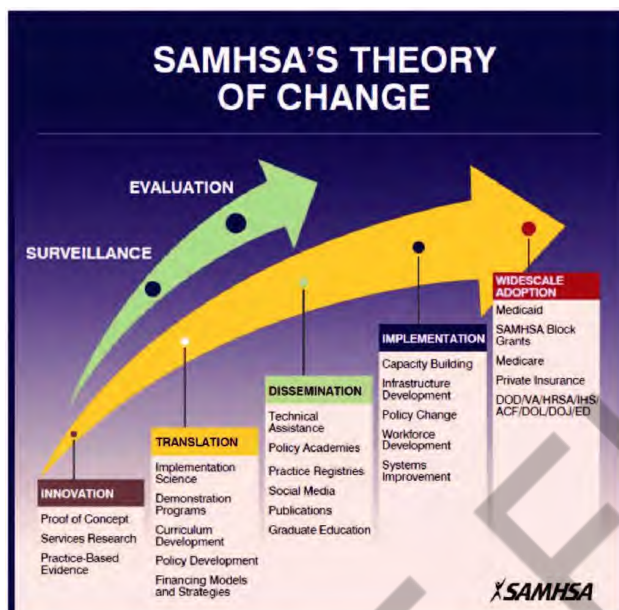 SAMHSA'S THEORY
OF CHANGE
EVALUATION
SURVEILLANCE
INNOVATION
Proof of Concept
Services Research
Practice-Based
Evidence
TRANSLATION
Implementation
Science
Demonstration
Programs
Curriculum
Development
Policy Development
Financing Models
and Strategies
DISSEMINATION
Technical
Assistance
Policy Academies
Practice Registries
Social Media
Publications
Graduate Education
IMPLEMENTATION
Capacity Building
Infrastructure
Development
Policy Change
Workforce
Development
Systems
Improvement
WIDESCALE
ADOPTION
Medicaid
SAMHSA Block
Grants
Medicare
Private Insurance
DOD/VA/HRSA/IHS/
ACF/DOL/DOJ/ED
SAMHSA